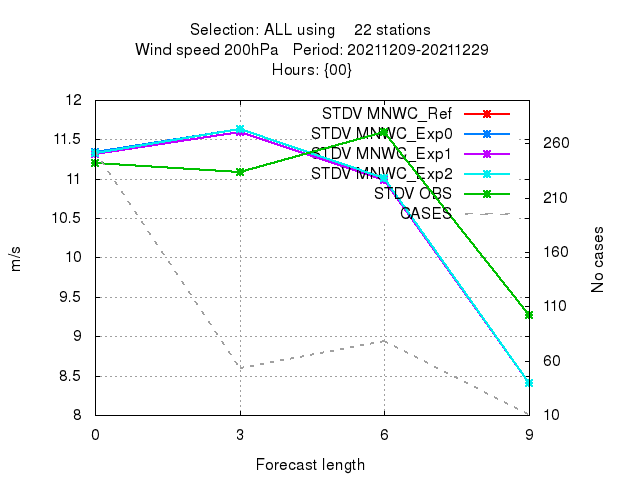 Selection: ALL using 22 stations
Wind speed 200hPa Period: 20211209-20211229
Hours: {00}
12
11.5
11
10.5
10
9.5
9
8.5
8
m/s
STDV MNWC_Ref
STDV MNWC_Exp0
STDV MNWC_Exp1
STDV MNWC_Exp2
STDV OBS
CASES
260
210
160
110
60
10
No cases
0 3 6 9
Forecast length